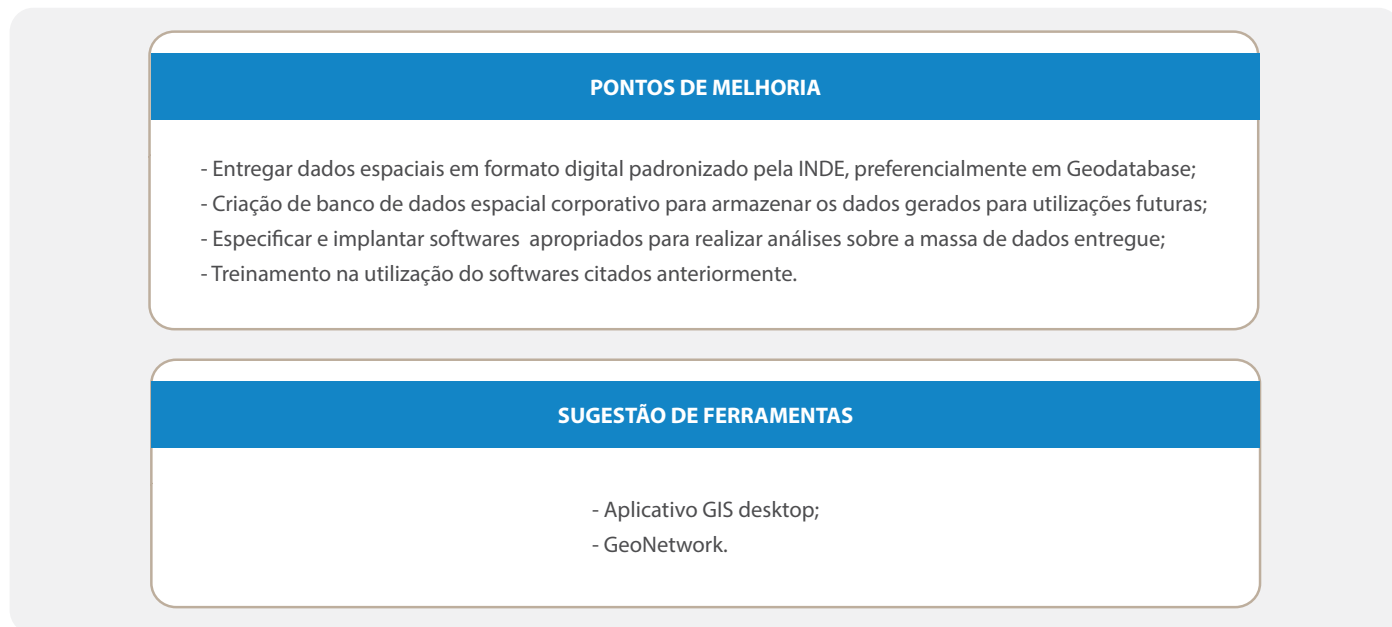 PONTOS DE MELHORIA
- Entregar dados espaciais em formato digital padronizado pela INDE, preferencialmente em Geodatabase;
- Criação de banco de dados espacial corporativo para armazenar os dados gerados para utilizações futuras;
- Especificar e implantar softwares  apropriados para realizar análises sobre a massa de dados entregue;
- Treinamento na utilização do softwares citados anteriormente.
SUGESTÃO DE FERRAMENTAS
- Aplicativo GIS desktop;
- GeoNetwork.